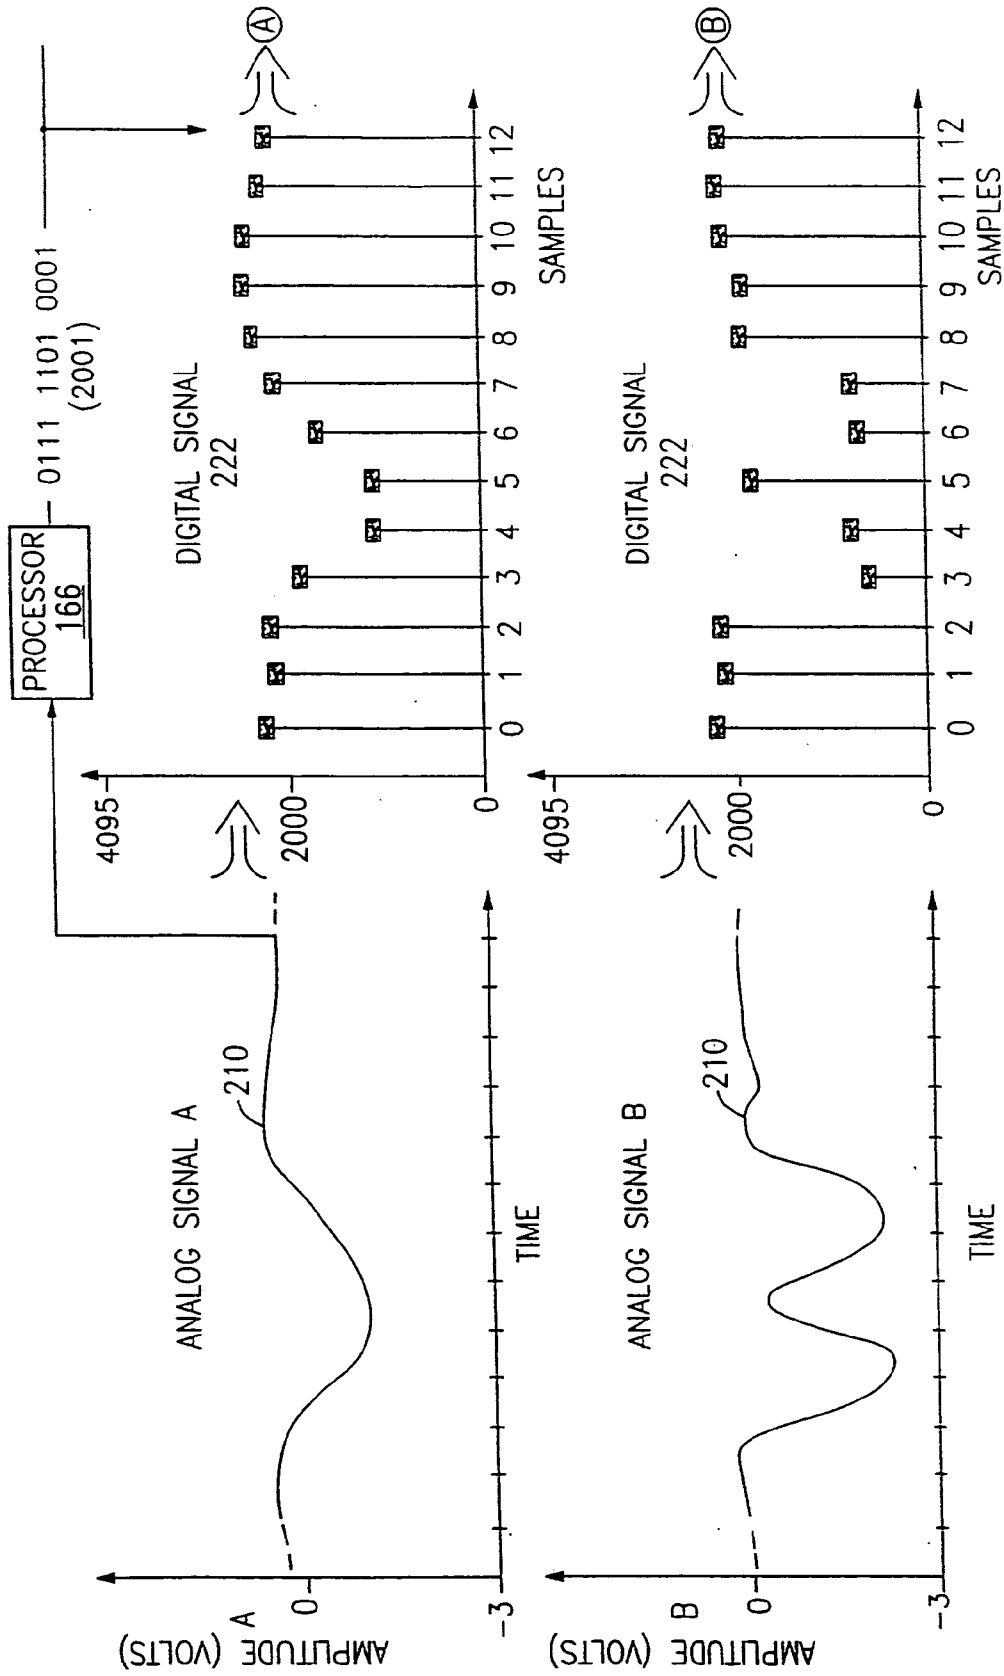 PROCESSOR
166
0111 1101 0001
(2001)
A
AMPLITUDE (VOLTS)
0
-3
ANALOG SIGNAL A
210
TIME
4095
2000
0
DIGITAL SIGNAL
222
0 1 2 3 4 5 6 7 8 9 10 11 12
SAMPLES
A
B
AMPLITUDE (VOLTS)
0
-3
ANALOG SIGNAL B
210
TIME
4095
2000
0
DIGITAL SIGNAL
222
0 1 2 3 4 5 6 7 8 9 10 11 12
SAMPLES
B